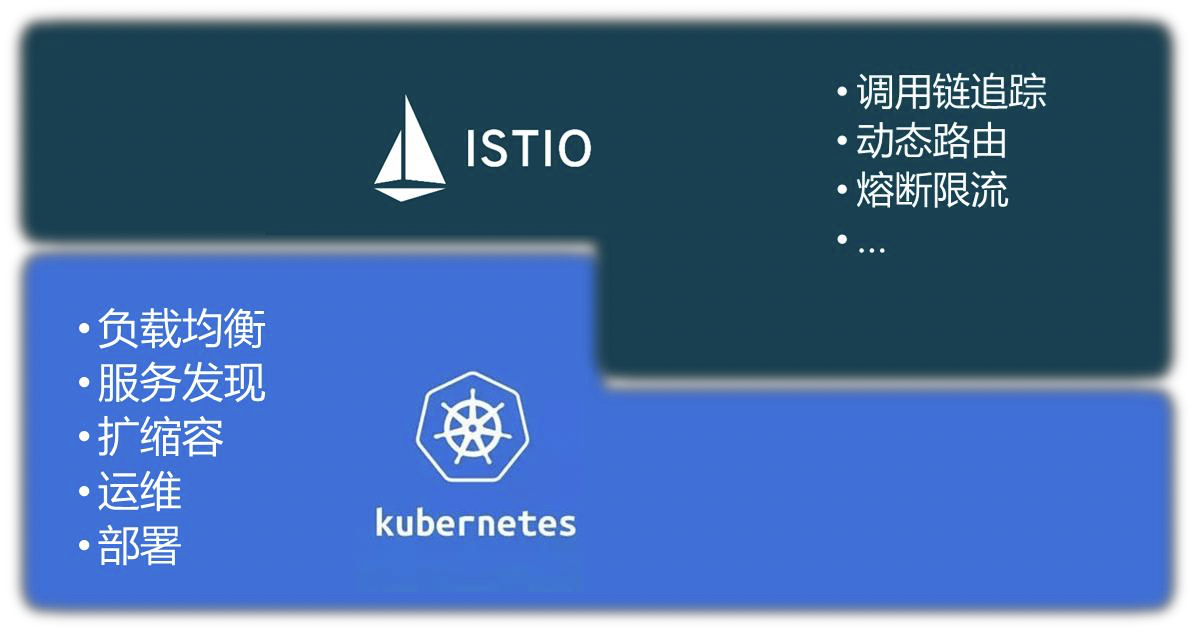 ISTIO
• 调用链追踪
• 动态路由
• 熔断限流
• ...
• 负载均衡
• 服务发现
• 扩缩容
• 运维
• 部署
kubernetes